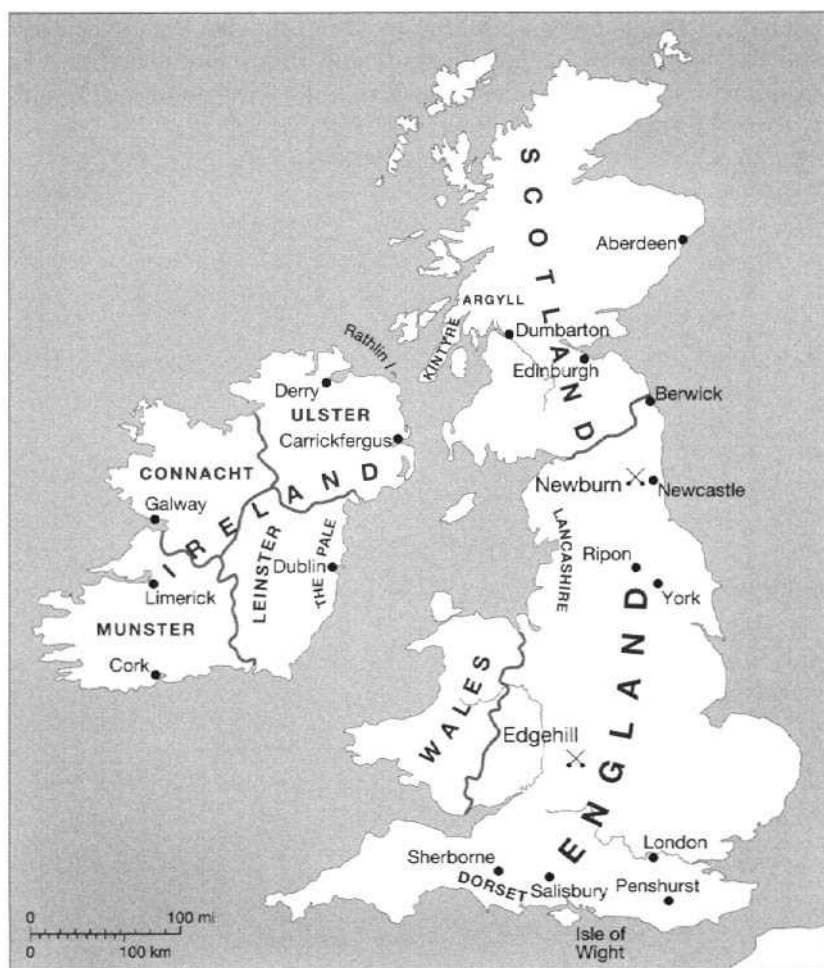 SCOTLAND
Aberdeen
ARGYLL
KINTYRE
Dumbarton
Edinburgh
Rathlin I
Berwick
Derry
ULSTER
Carrickfergus
CONNACHT
IRELAND
Galway
Newburn
Newcastle
LANCASHIRE
LEINSTER
THE PALE
Dublin
Ripon
York
Limerick
MUNSTER
Cork
WALES
ENGLAND
Edgehill
London
Sherborne
DORSET
Salisbury
Penshurst
Isle of
Wight
0 100 mi
0 100 km